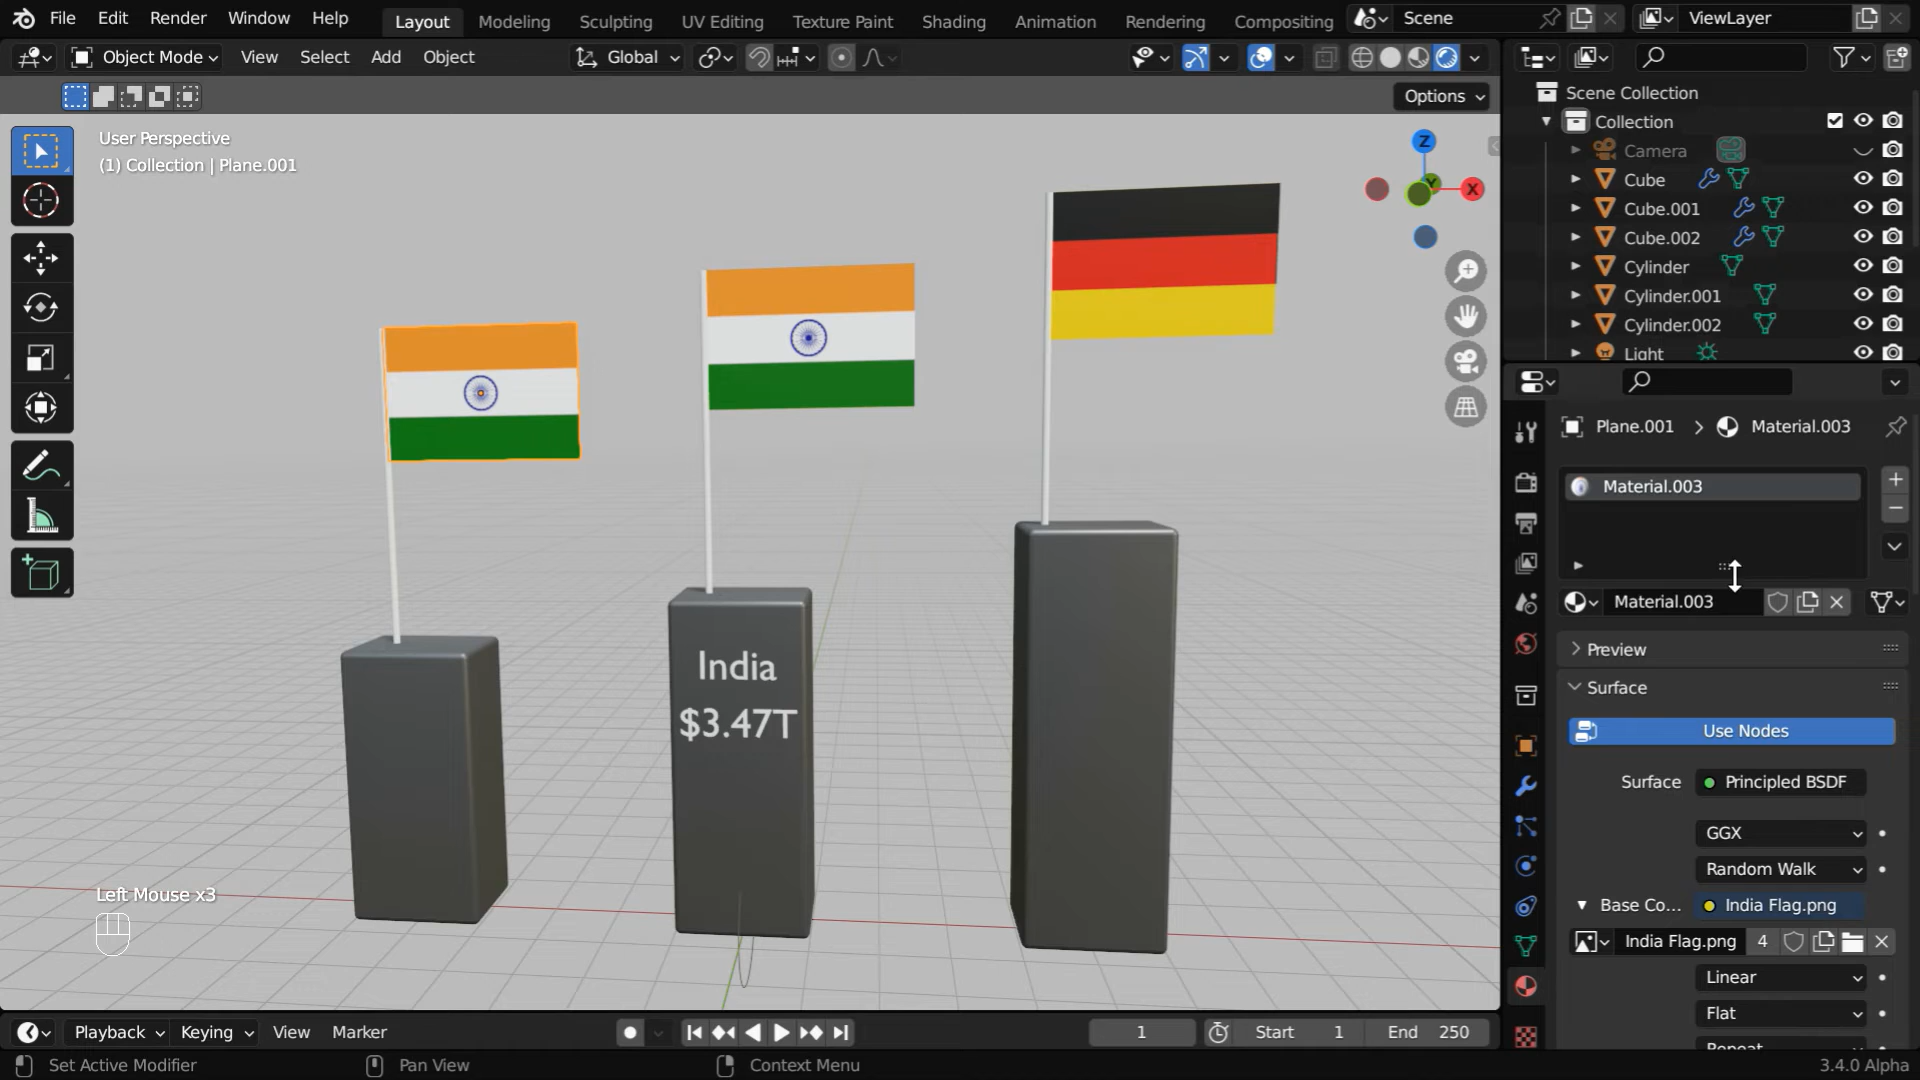 File Edit Render Window Help Layout Modeling Sculpting UV Editing Texture Paint Shading Animation Rendering Compositing Scene ViewLayer
Object Mode View Select Add Object Global
Options
User Perspective
(1) Collection | Plane.001
Z
Y
X
India
$3.47T
Left Mouse x3
Scene Collection
Collection
Camera
Cube
Cube.001
Cube.002
Cylinder
Cylinder.001
Cylinder.002
Light
Plane.001 > Material.003
Material.003
Material.003
Preview
Surface
Use Nodes
Surface Principled BSDF
GGX
Random Walk
Base Co... India Flag.png
India Flag.png 4
Linear
Flat
Repeat
Playback Keying View Marker 1 Start 1 End 250
Set Active Modifier Pan View Context Menu 3.4.0 Alpha